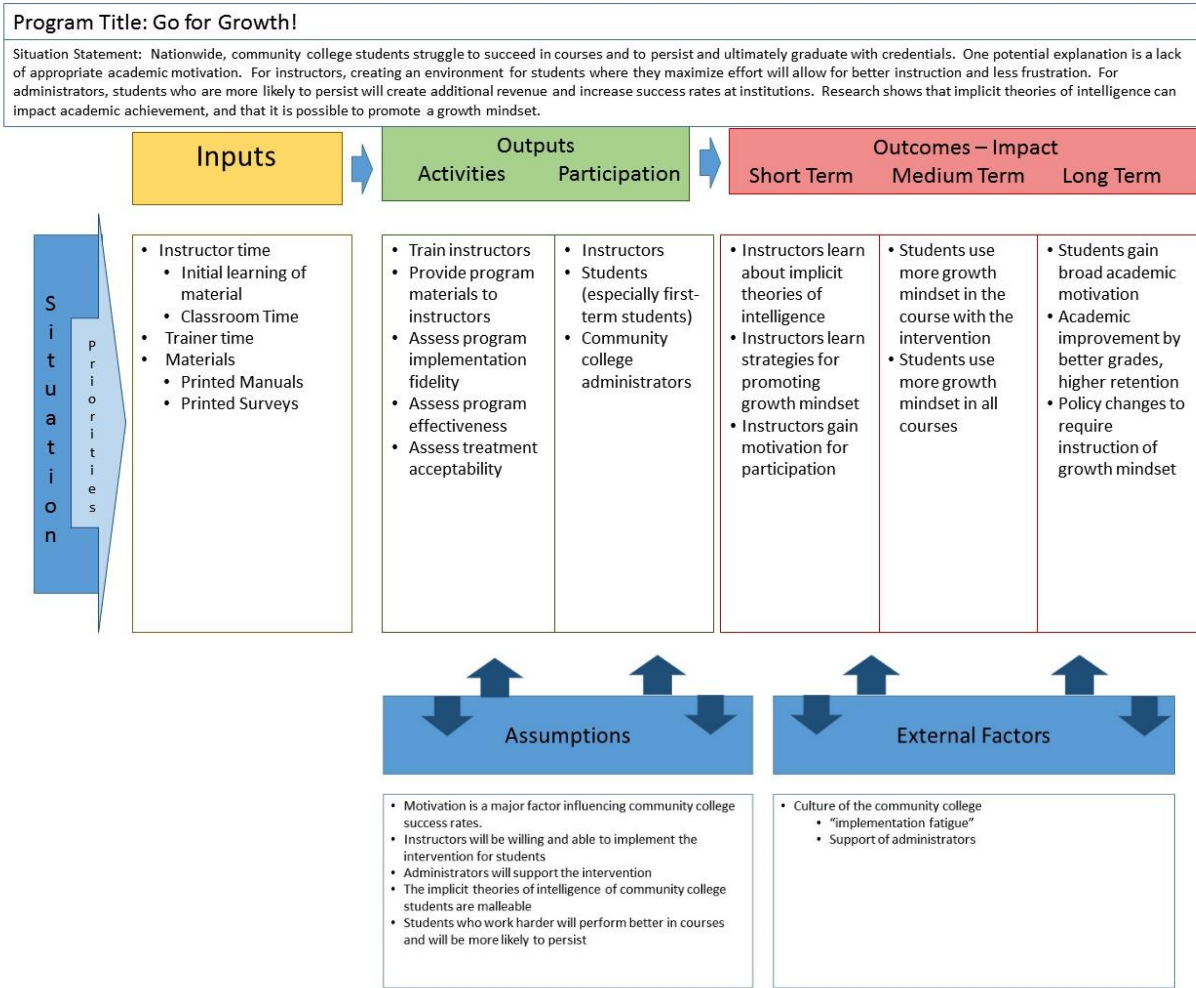 Program Title: Go for Growth!
Situation Statement:  Nationwide, community college students struggle to succeed in courses and to persist and ultimately graduate with credentials.  One potential explanation is a lack
of appropriate academic motivation.  For instructors, creating an environment for students where they maximize effort will allow for better instruction and less frustration.  For
administrators, students who are more likely to persist will create additional revenue and increase success rates at institutions.  Research shows that implicit theories of intelligence can
impact academic achievement, and that it is possible to promote a growth mindset.
Inputs
Outputs
Activities
Participation
Outcomes – Impact
Short Term
Medium Term
Long Term
Situation
Priorities
• Instructor time
• Initial learning of
material
• Classroom Time
• Trainer time
• Materials
• Printed Manuals
• Printed Surveys
• Train instructors
• Provide program
materials to
instructors
• Assess program
implementation
fidelity
• Assess program
effectiveness
• Assess treatment
acceptability
• Instructors
• Students
(especially first-
term students)
• Community
college
administrators
• Instructors learn
about implicit
theories of
intelligence
• Instructors learn
strategies for
promoting
growth mindset
• Instructors gain
motivation for
participation
• Students use
more growth
mindset in the
course with the
intervention
• Students use
more growth
mindset in all
courses
• Students gain
broad academic
motivation
• Academic
improvement by
better grades,
higher retention
• Policy changes to
require
instruction of
growth mindset
Assumptions
• Motivation is a major factor influencing community college
success rates.
• Instructors will be willing and able to implement the
intervention for students
• Administrators will support the intervention
• The implicit theories of intelligence of community college
students are malleable
• Students who work harder will perform better in courses
and will be more likely to persist
External Factors
• Culture of the community college
• “implementation fatigue”
• Support of administrators